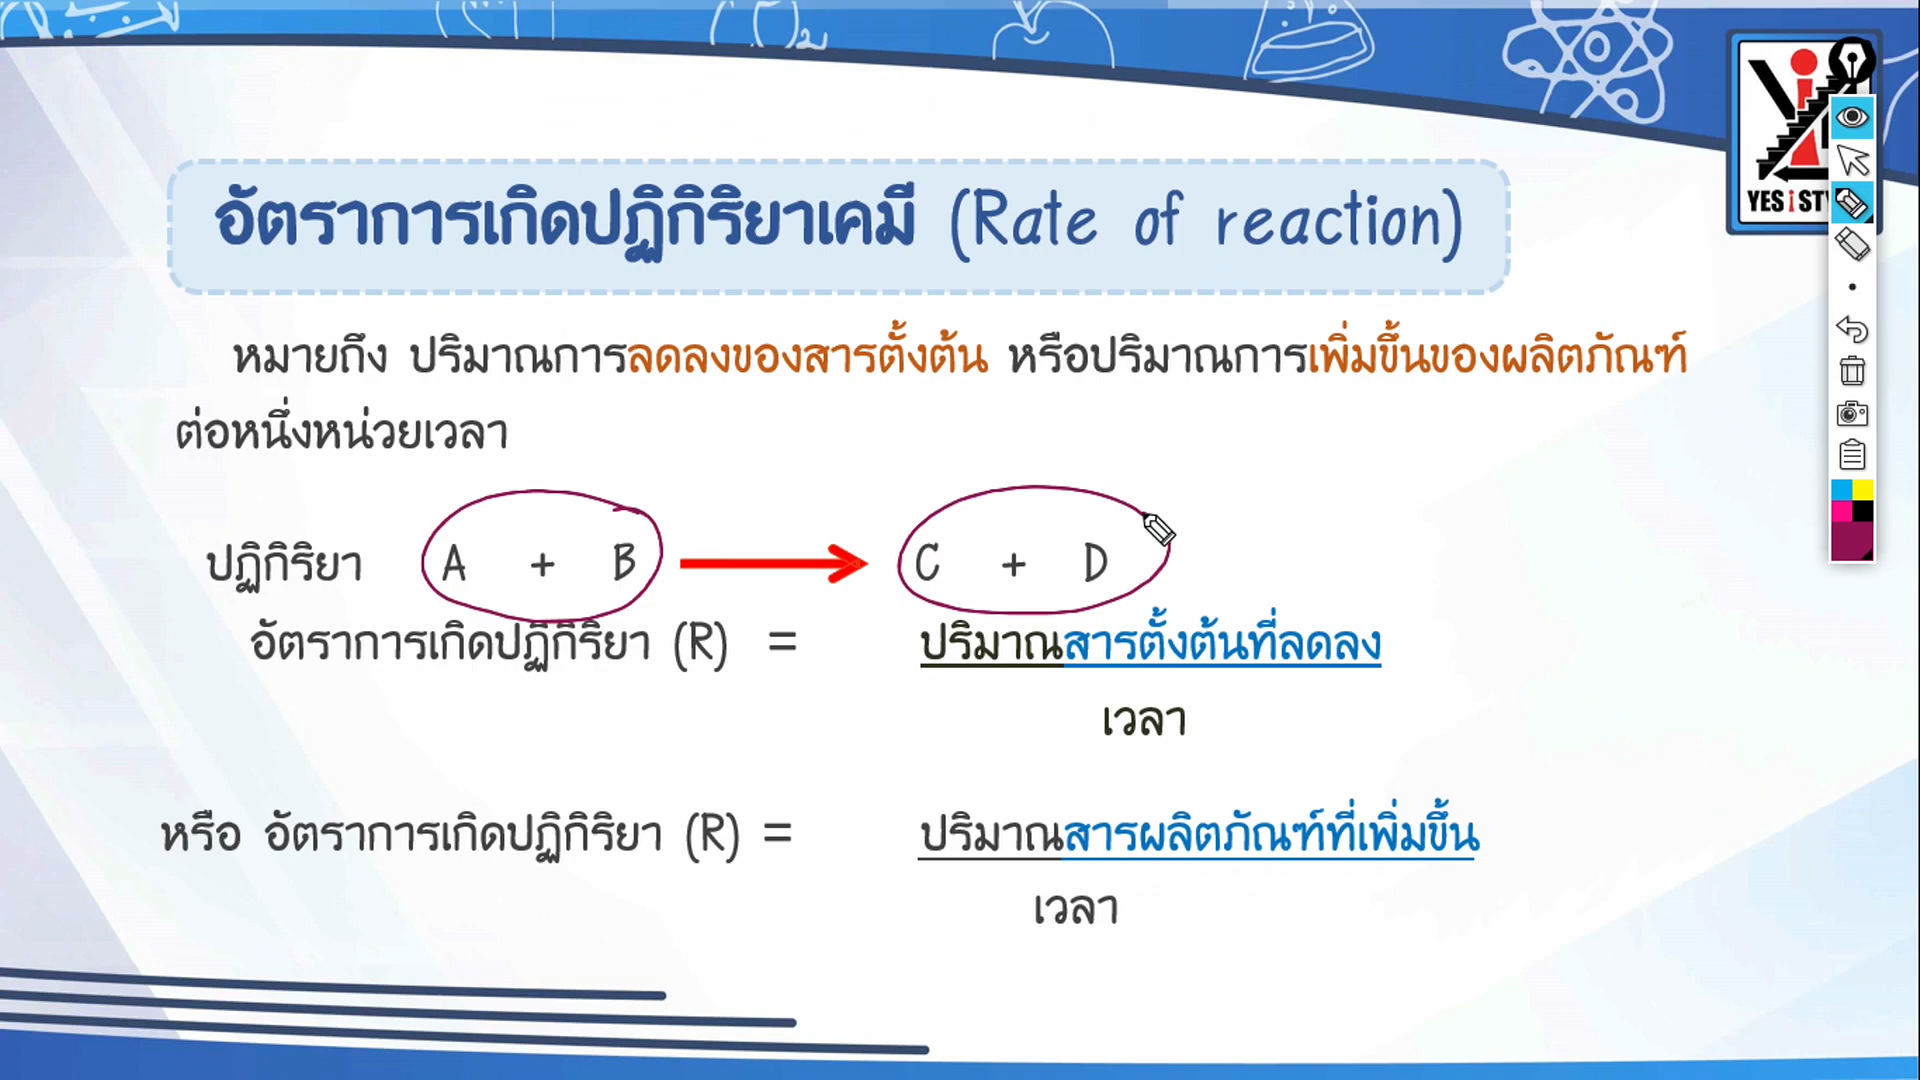 YES i STY
อัตราการเกิดปฏิกิริยาเคมี (Rate of reaction)
หมายถึง ปริมาณการลดลงของสารตั้งต้น หรือปริมาณการเพิ่มขึ้นของผลิตภัณฑ์
ต่อหนึ่งหน่วยเวลา
ปฏิกิริยา A + B C + D
อัตราการเกิดปฏิกิริยา (R) = ปริมาณสารตั้งต้นที่ลดลง
เวลา
หรือ อัตราการเกิดปฏิกิริยา (R) = ปริมาณสารผลิตภัณฑ์ที่เพิ่มขึ้น
เวลา